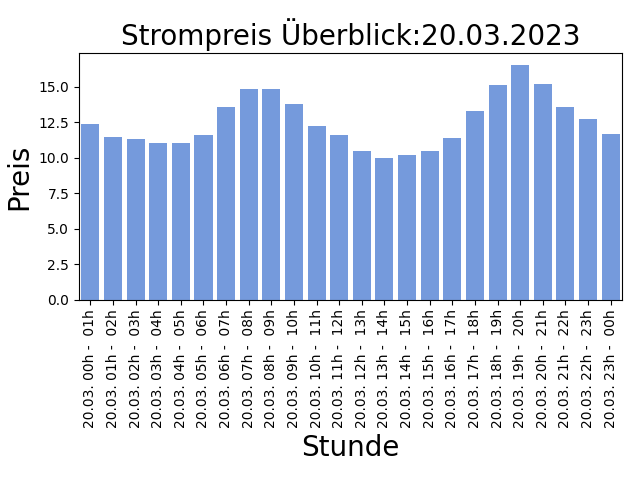 Strompreis Überblick:20.03.2023
Preis
15.0
12.5
10.0
7.5
5.0
2.5
0.0
20.03. 00h - 01h
20.03. 01h - 02h
20.03. 02h - 03h
20.03. 03h - 04h
20.03. 04h - 05h
20.03. 05h - 06h
20.03. 06h - 07h
20.03. 07h - 08h
20.03. 08h - 09h
20.03. 09h - 10h
20.03. 10h - 11h
20.03. 11h - 12h
20.03. 12h - 13h
20.03. 13h - 14h
20.03. 14h - 15h
20.03. 15h - 16h
20.03. 16h - 17h
20.03. 17h - 18h
20.03. 18h - 19h
20.03. 19h - 20h
20.03. 20h - 21h
20.03. 21h - 22h
20.03. 22h - 23h
20.03. 23h - 00h
Stunde